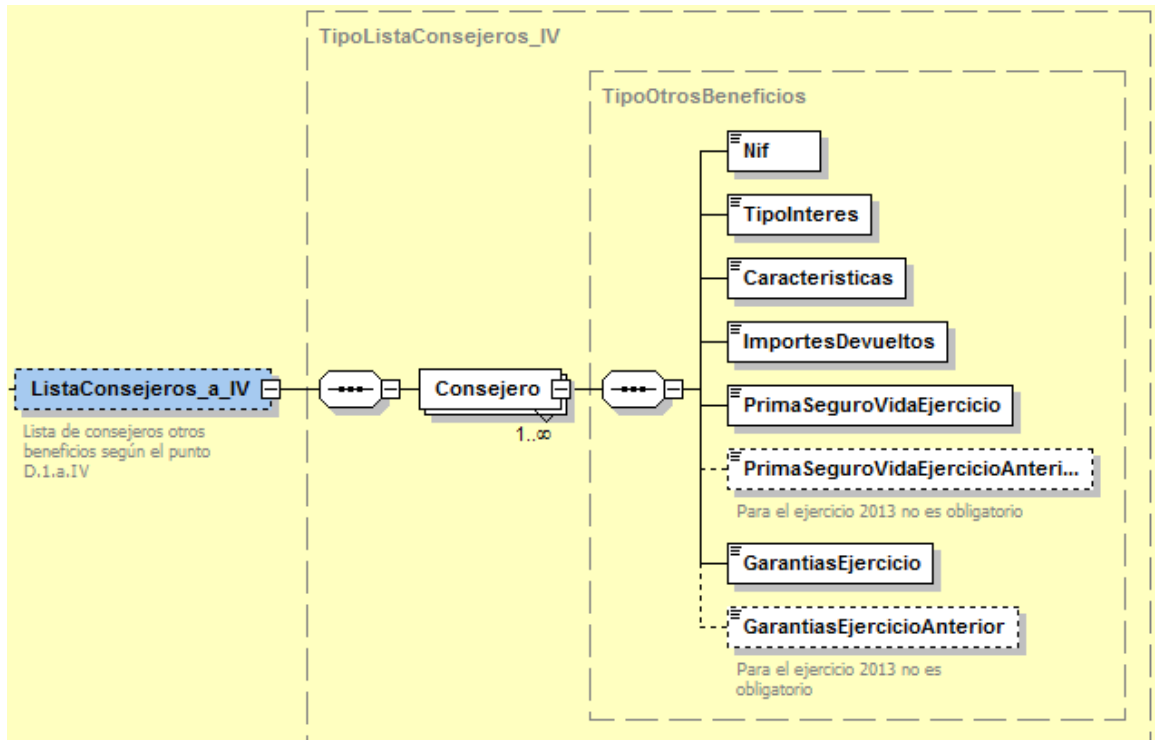 TipoListaConsejeros_IV
TipoOtrosBeneficios
Nif
TipoInteres
Caracteristicas
ImportesDevueltos
ListaConsejeros_a_IV
Lista de consejeros otros
beneficios según el punto
D.1.a.IV
Consejero
1..∞
PrimaSeguroVidaEjercicio
PrimaSeguroVidaEjercicioAnteri...
Para el ejercicio 2013 no es obligatorio
GarantiasEjercicio
GarantiasEjercicioAnterior
Para el ejercicio 2013 no es
obligatorio